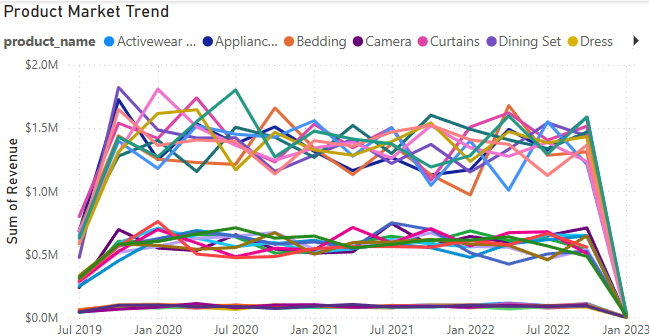 Product Market Trend
product_name Activewear ... Applianc... Bedding Camera Curtains Dining Set Dress
$2.0M
$1.5M
$1.0M
$0.5M
$0.0M
Sum of Revenue
Jul 2019 Jan 2020 Jul 2020 Jan 2021 Jul 2021 Jan 2022 Jul 2022 Jan 2023